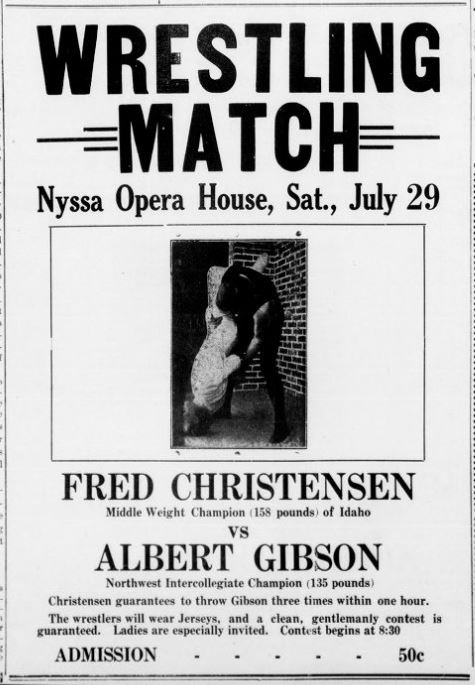 WRESTLING
MATCH
Nyssa Opera House, Sat., July 29
FRED CHRISTENSEN
Middle Weight Champion (158 pounds) of Idaho
VS
ALBERT GIBSON
Northwest Intercollegiate Champion (135 pounds)
Christensen guarantees to throw Gibson three times within one hour.
The wrestlers will wear Jerseys, and a clean, gentlemanly contest is
guaranteed. Ladies are especially invited. Contest begins at 8:30
ADMISSION - - - - - 50c